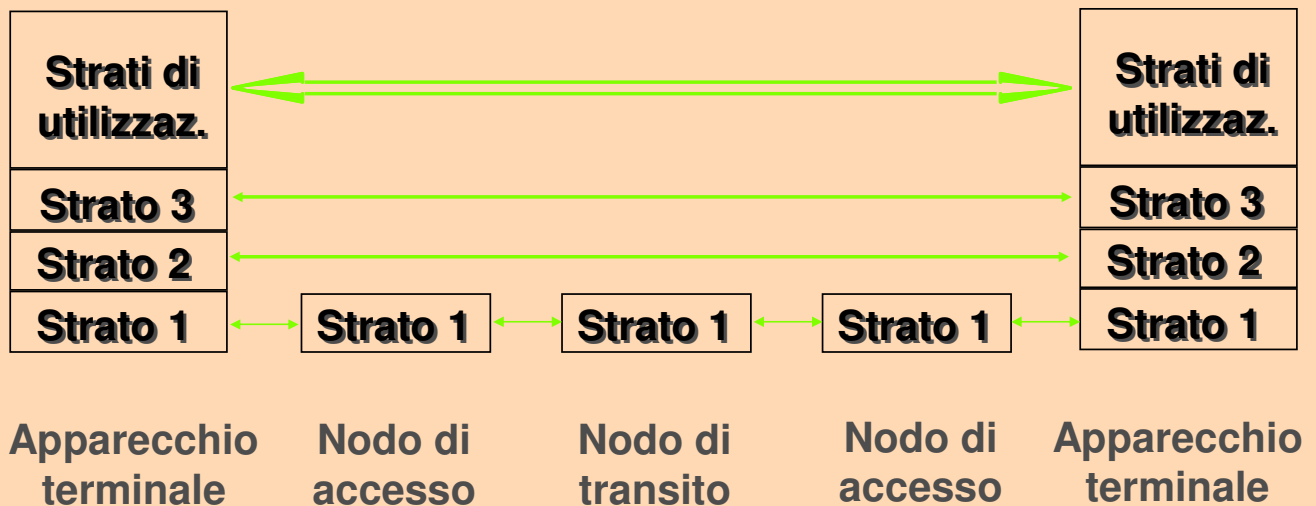 Strati di
utilizzaz.
Strati di
utilizzaz.
Strato 3
Strato 3
Strato 2
Strato 2
Strato 1
Strato 1
Strato 1
Strato 1
Strato 1
Apparecchio
terminale
Nodo di
accesso
Nodo di
transito
Nodo di
accesso
Apparecchio
terminale